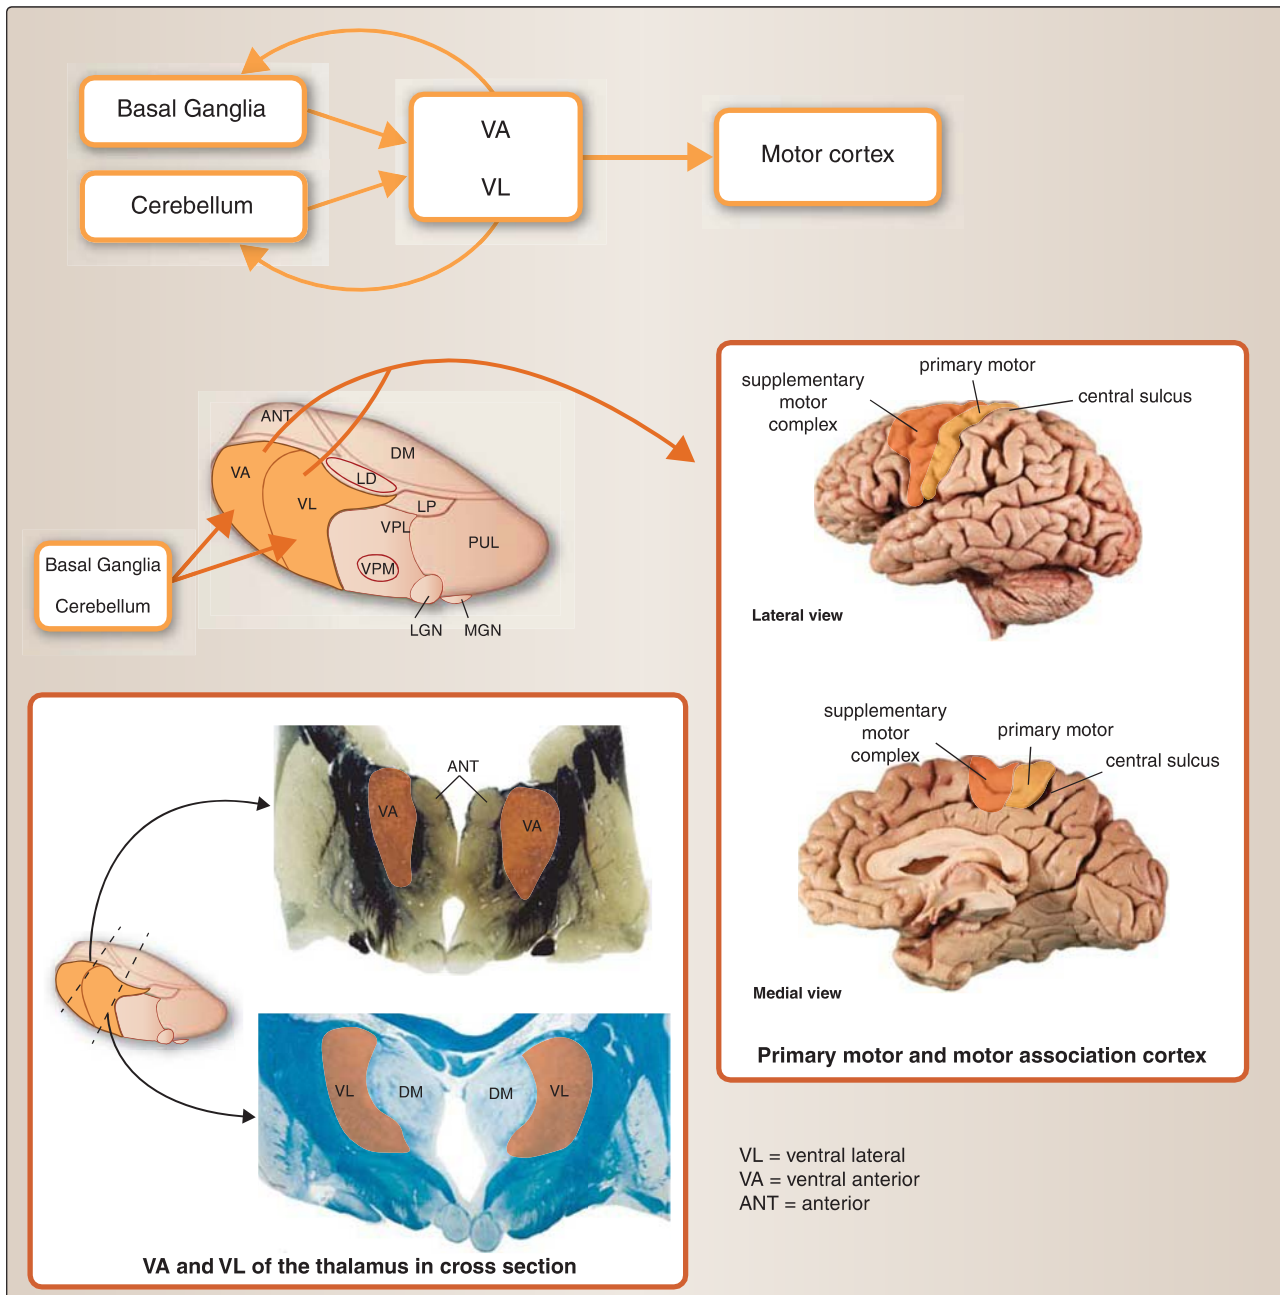 Basal Ganglia
Cerebellum
VA
VL
Motor cortex
ANT
DM
VA
LD
VL
LP
VPL
PUL
VPM
LGN
MGN
Basal Ganglia
Cerebellum
primary motor
supplementary
motor
complex
central sulcus
Lateral view
supplementary
motor
complex
primary motor
central sulcus
Medial view
Primary motor and motor association cortex
ANT
VA
VA
VL
DM
DM
VL
VA and VL of the thalamus in cross section
VL = ventral lateral
VA = ventral anterior
ANT = anterior